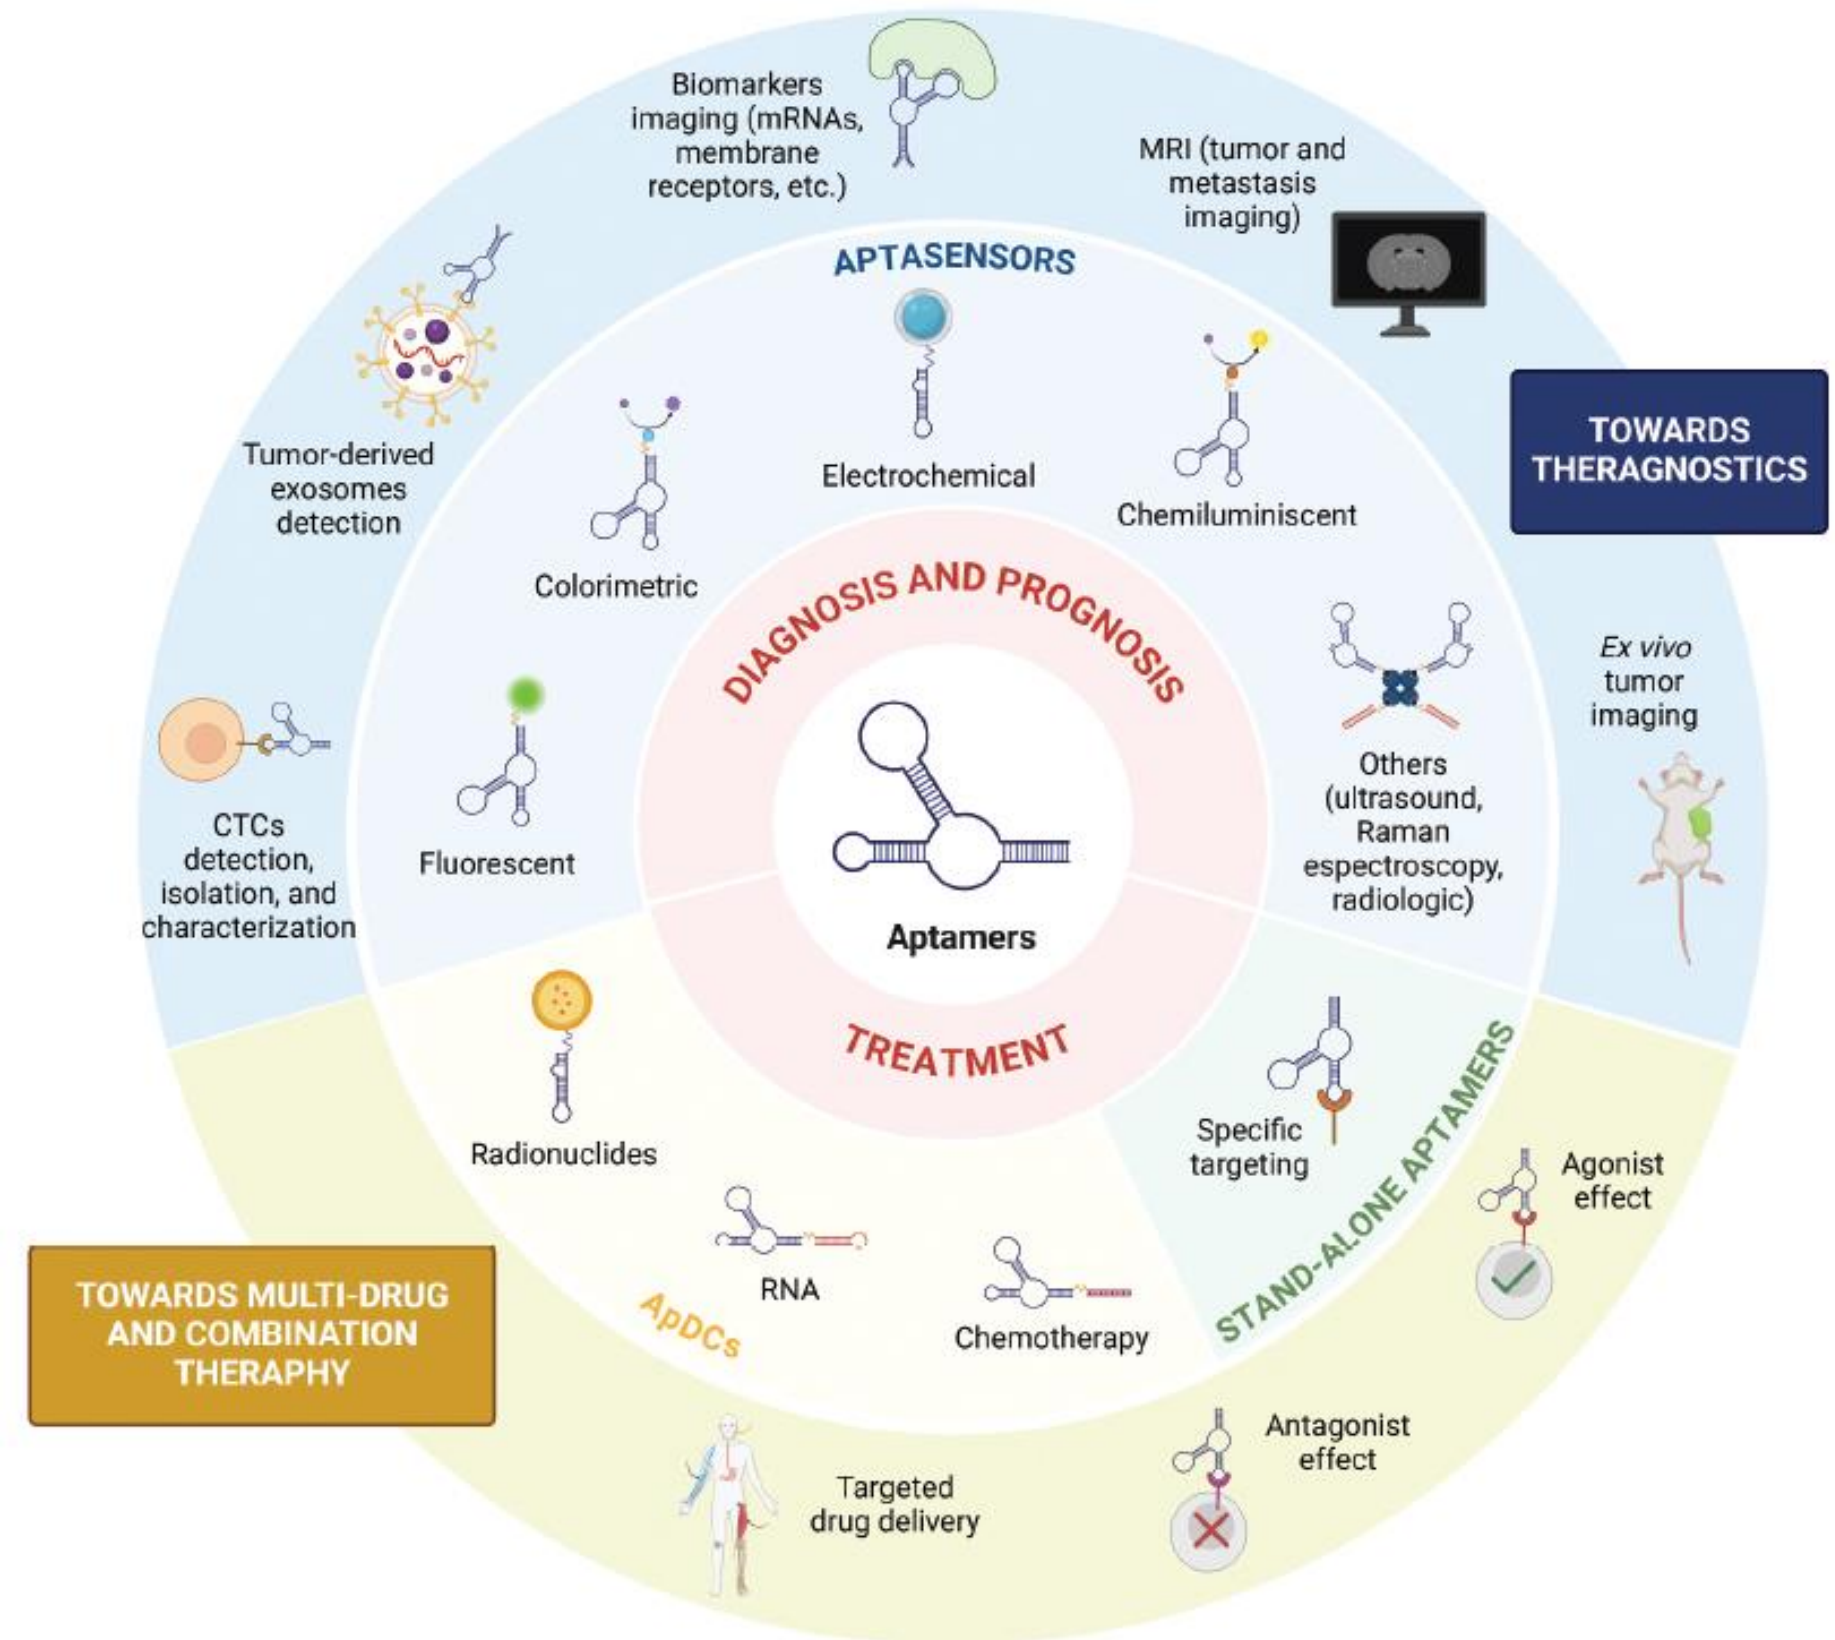 Biomarkers
imaging (mRNAs,
membrane
receptors, etc.)
MRI (tumor and
metastasis
imaging)
APTASENSORS
Tumor-derived
exosomes
detection
Electrochemical
Chemiluminiscent
Colorimetric
TOWARDS
THERAGNOSTICS
DIAGNOSIS AND PROGNOSIS
Ex vivo
tumor
imaging
Others
(ultrasound,
Raman
espectroscopy,
radiologic)
CTCs
detection,
isolation, and
characterization
Fluorescent
Aptamers
TREATMENT
Radionuclides
Specific
targeting
STAND-ALONE APTAMERS
Agonist
effect
RNA
Chemotherapy
ApDCs
TOWARDS MULTI-DRUG
AND COMBINATION
THERAPHY
Targeted
drug delivery
Antagonist
effect